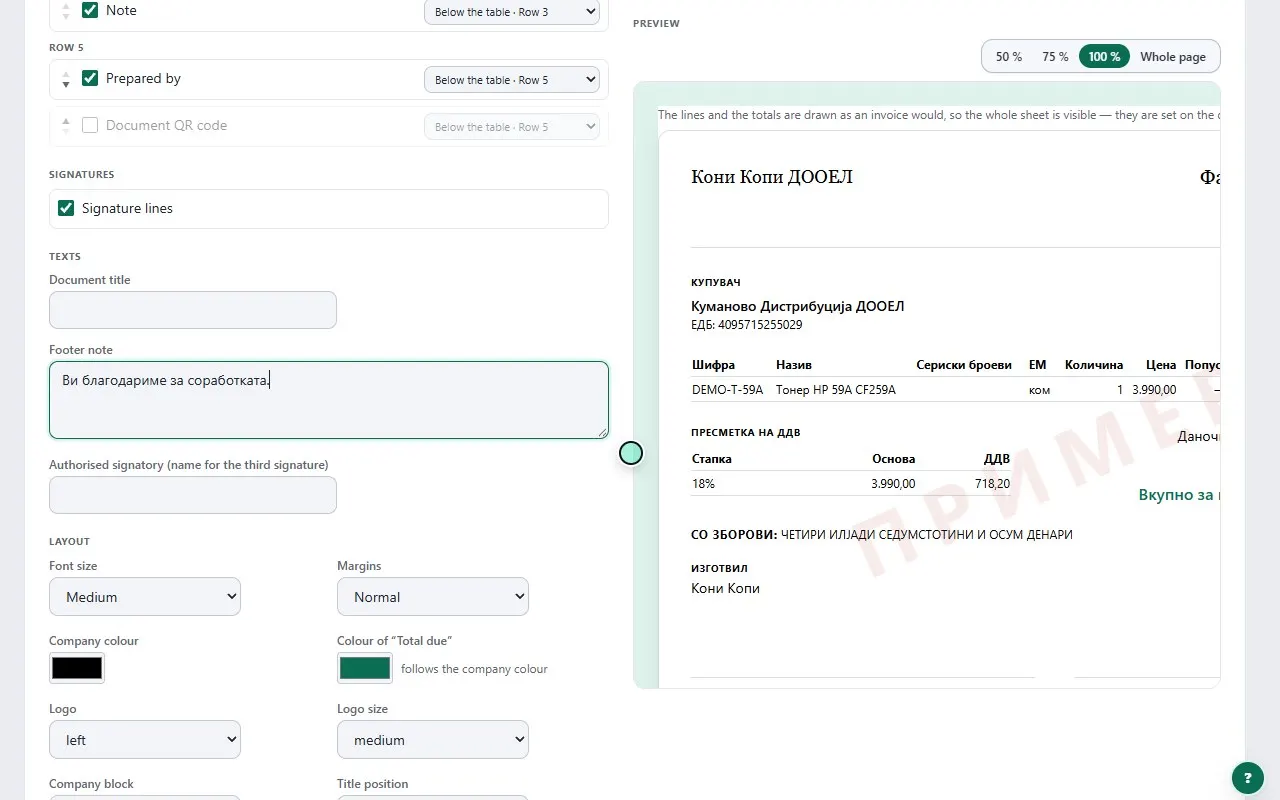 Note
Below the table · Row 3
ROW 5
Prepared by
Below the table · Row 5
Document QR code
Below the table · Row 5
SIGNATURES
Signature lines
TEXTS
Document title
Footer note
Ви благодариме за соработката.
Authorised signatory (name for the third signature)
LAYOUT
Font size
Margins
Medium
Normal
Company colour
Colour of “Total due”
follows the company colour
Logo
Logo size
left
medium
Company block
Title position
PREVIEW
50 %
75 %
100 %
Whole page
The lines and the totals are drawn as an invoice would, so the whole sheet is visible — they are set on the
Кони Копи ДООЕЛ
Фа
КУПУВАЧ
Куманово Дистрибуција ДООЕЛ
ЕДБ: 4095715255029
Шифра Назив Сериски броеви ЕМ Количина Цена Попус
DEMO-T-59A Тонер HP 59A CF259A ком 1 3.990,00 –
ПРЕСМЕТКА НА ДДВ
Даноч
Стапка Основа ДДВ
18% 3.990,00 718,20
Вкупно за
СО ЗБОРОВИ: ЧЕТИРИ ИЛЈАДИ СЕДУМСТОТИНИ И ОСУМ ДЕНАРИ
ИЗГОТВИЛ
Кони Копи
ПРИМЕР
?